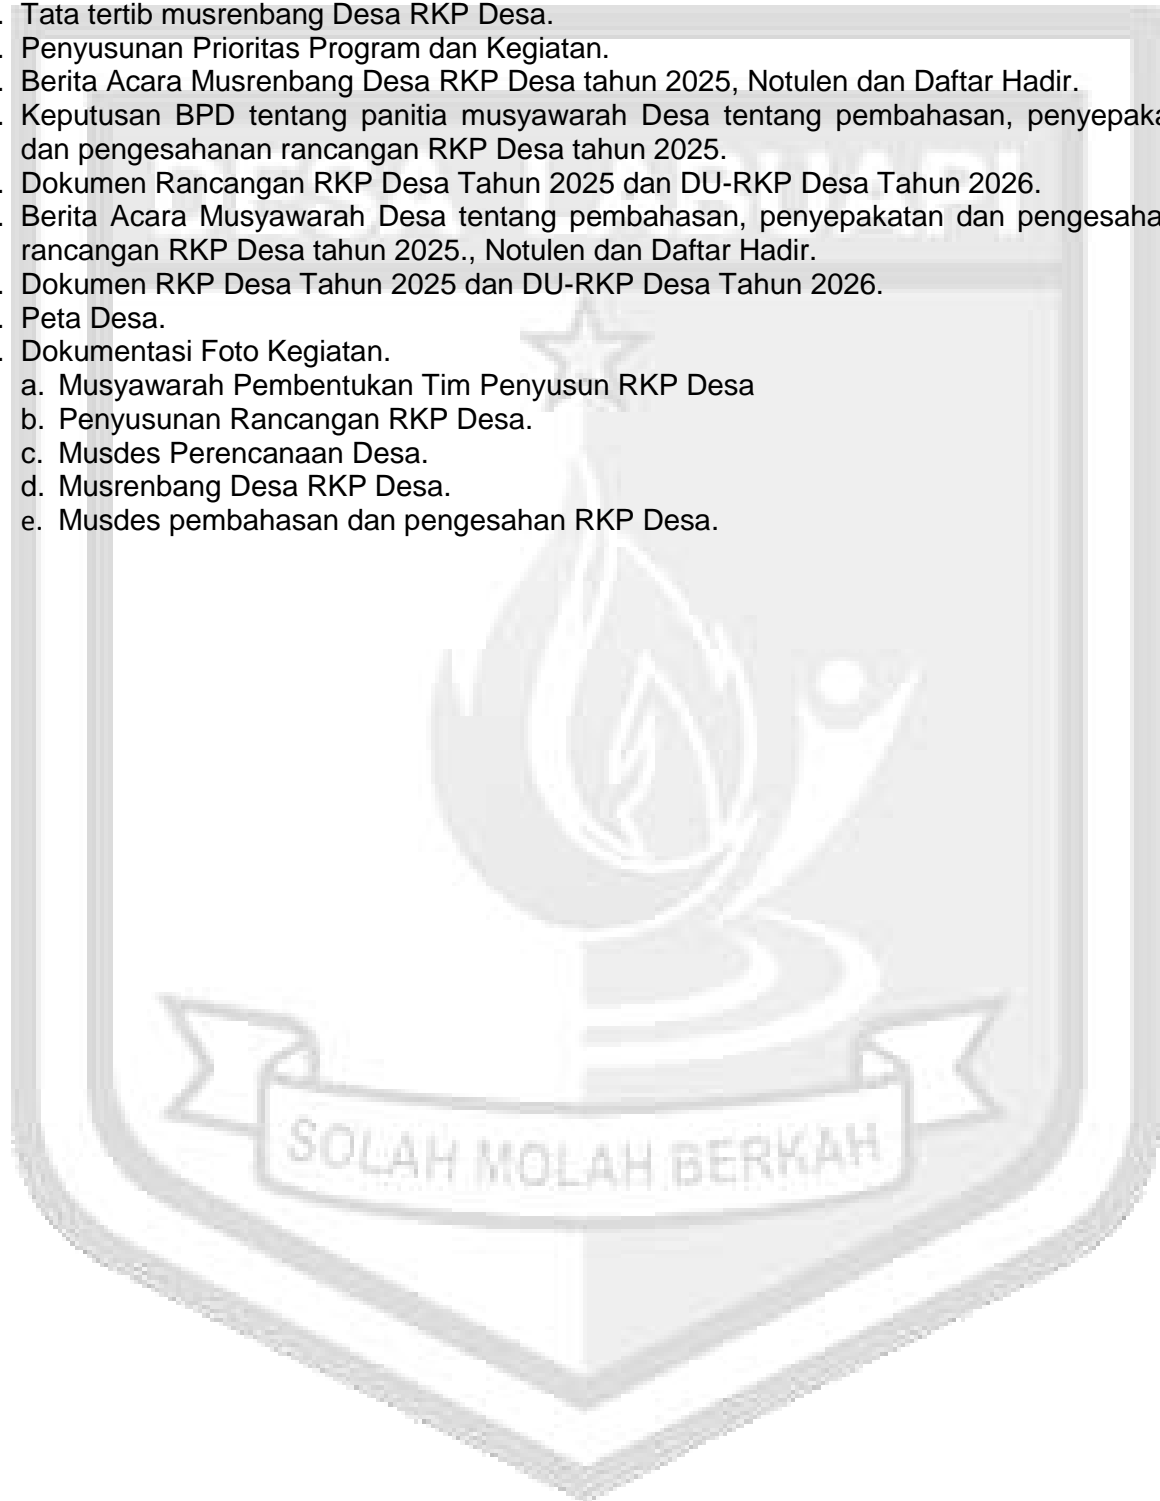 . Tata tertib musrenbang Desa RKP Desa.
. Penyusunan Prioritas Program dan Kegiatan.
. Berita Acara Musrenbang Desa RKP Desa tahun 2025, Notulen dan Daftar Hadir.
. Keputusan BPD tentang panitia musyawarah Desa tentang pembahasan, penyepaka
dan pengesahanan rancangan RKP Desa tahun 2025.
DESA LABUAPI
. Dokumen Rancangan RKP Desa Tahun 2025 dan DU-RKP Desa Tahun 2026.
. Berita Acara Musyawarah Desa tentang pembahasan, penyepakatan dan pengesaha
rancangan RKP Desa tahun 2025., Notulen dan Daftar Hadir.
. Dokumen RKP Desa Tahun 2025 dan DU-RKP Desa Tahun 2026.
. Peta Desa.
. Dokumentasi Foto Kegiatan.
a. Musyawarah Pembentukan Tim Penyusun RKP Desa
b. Penyusunan Rancangan RKP Desa.
c. Musdes Perencanaan Desa.
d. Musrenbang Desa RKP Desa.
e. Musdes pembahasan dan pengesahan RKP Desa.
SOLAH MOLAH BERKAH